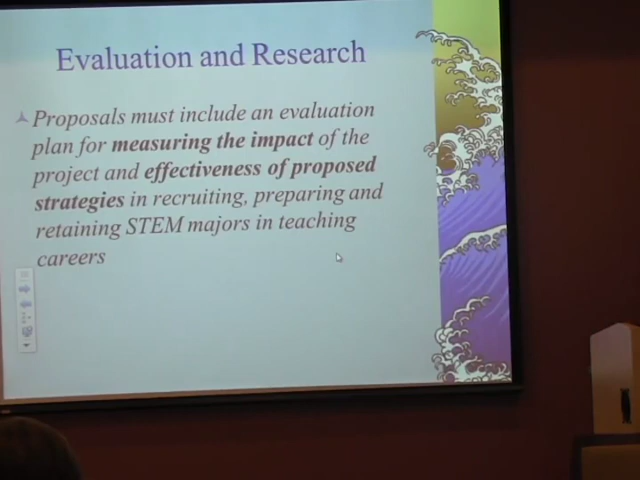 Evaluation and Research
Proposals must include an evaluation
plan for measuring the impact of the
project and effectiveness of proposed
strategies in recruiting, preparing and
retaining STEM majors in teaching
careers